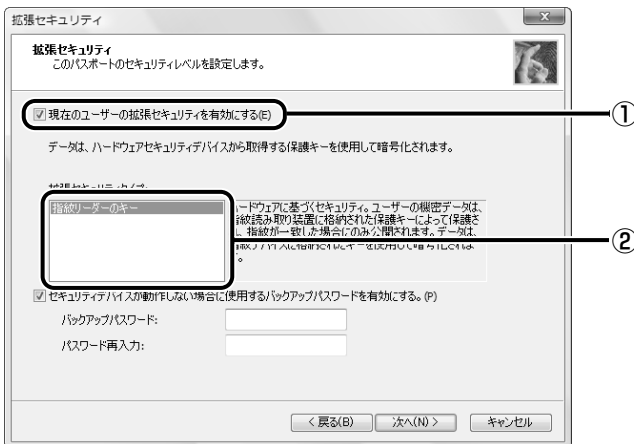 拡張セキュリティ
拡張セキュリティ
このパスポートのセキュリティレベルを設定します。
現在のユーザーの拡張セキュリティを有効にする(E)
①
データは、ハードウェアセキュリティデバイスから取得する保護キーを使用して暗号化されます。
指紋リーダーのキー
ードウェアに基づくセキュリティ。ユーザーの機密データは、
指紋読み取り装置に格納された保護キーによって保護さ
、指紋が一致した場合にのみ公開されます。データは、
②
セキュリティデバイスが動作しない場合に使用するバックアップパスワードを有効にする。(P)
バックアップパスワード:
パスワード再入力:
< 戻る(B)
次へ(N) >
キャンセル